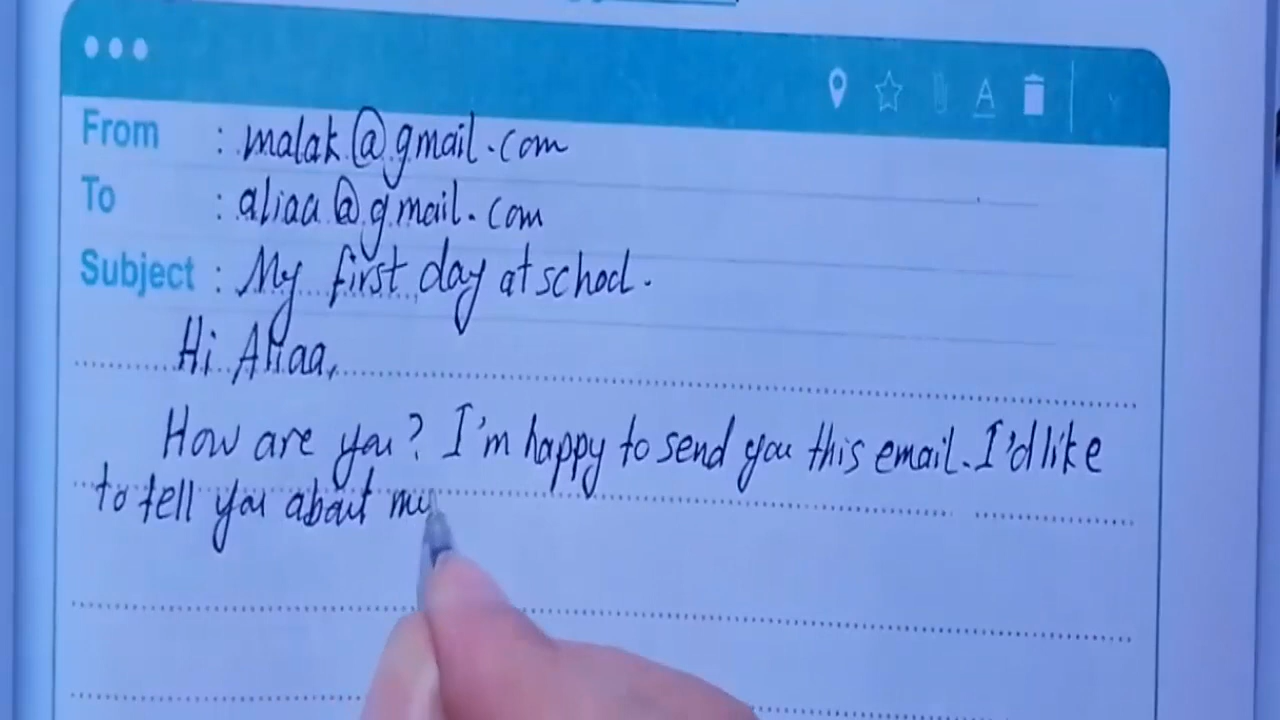 From : malak@gmail.com
To : aliaa@gmail.com
Subject : My first day at school.
Hi Aliaa,
How are you? I'm happy to send you this email. I'd like
to tell you about